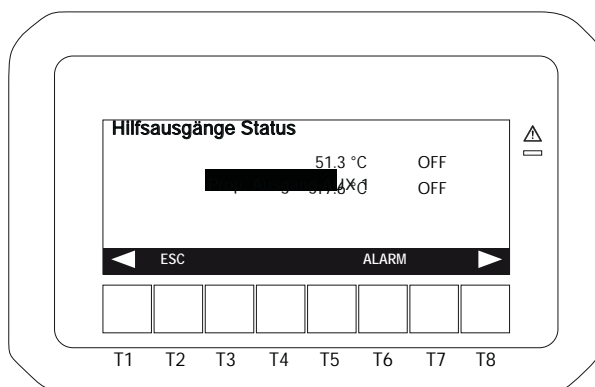 Hilfsausgänge Status
51.3 °C OFF
°C OFF
ESC ALARM
T1 T2 T3 T4 T5 T6 T7 T8